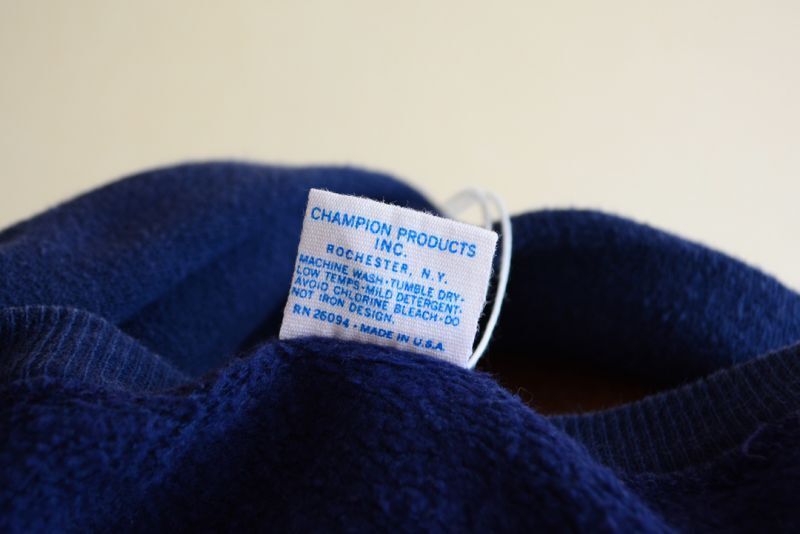 CHAMPION PRODUCTS
INC.
ROCHESTER, N.Y.
MACHINE WASH·TUMBLE DRY·
LOW TEMPS·MILD DETERGENT·
AVOID CHLORINE BLEACH·DO
NOT IRON DESIGN.
RN 26094 · MADE IN U.S.A.